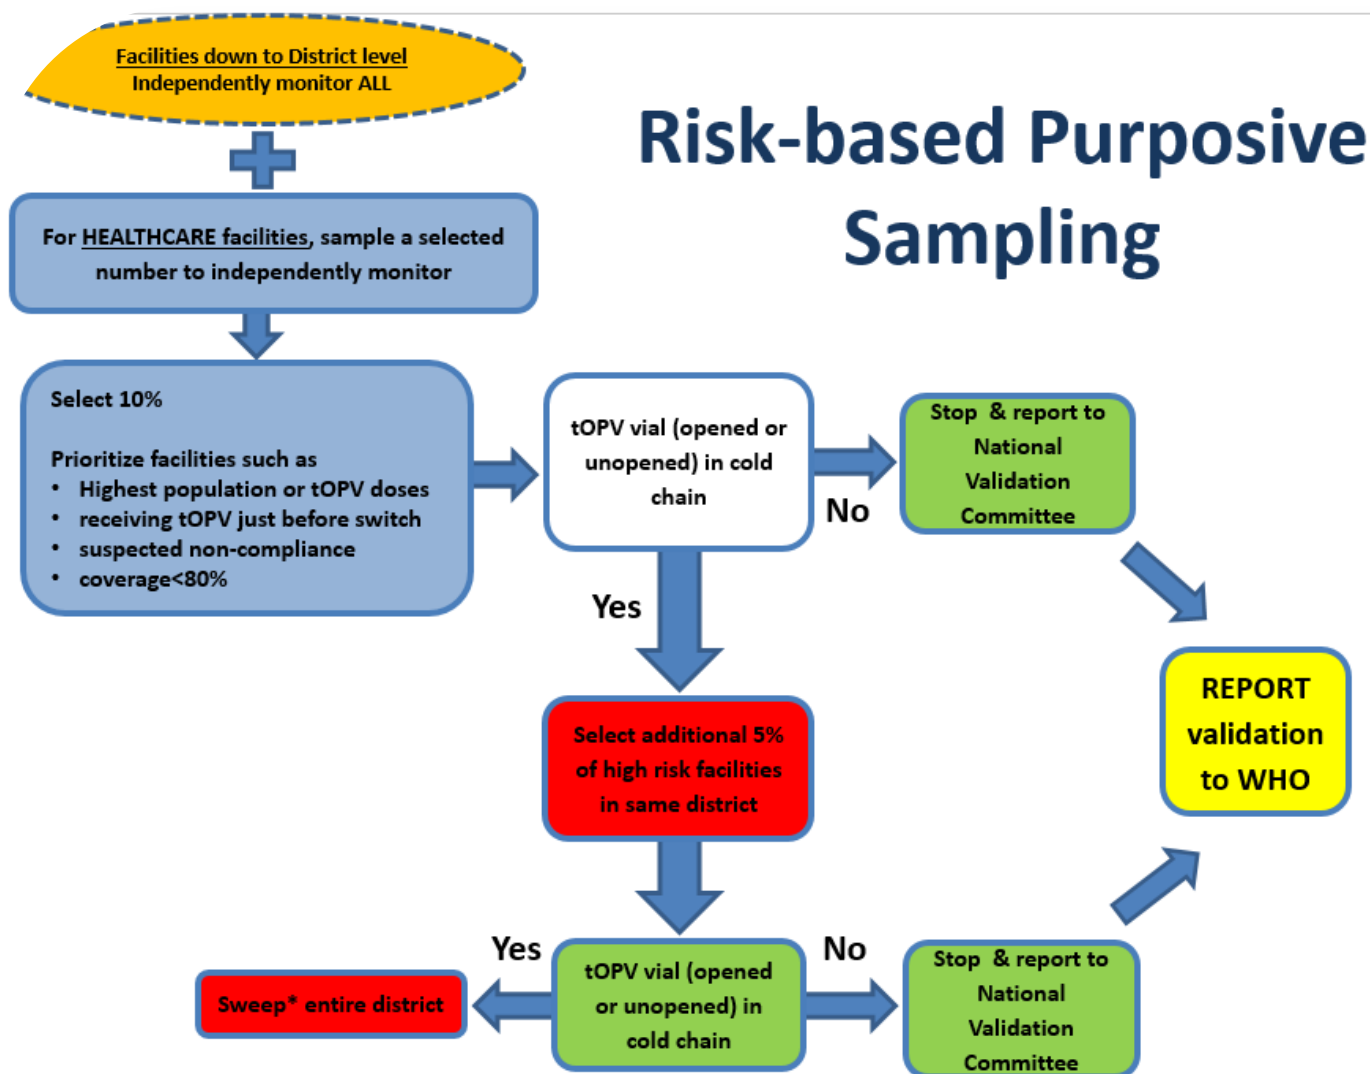 Facilities down to District level
Independently monitor ALL
Risk-based Purposive
Sampling
For HEALTHCARE facilities, sample a selected
number to independently monitor
Select 10%
Prioritize facilities such as
• Highest population or tOPV doses
• receiving tOPV just before switch
• suspected non-compliance
• coverage<80%
tOPV vial (opened or
unopened) in cold
chain
No
Stop & report to
National
Validation
Committee
Yes
Select additional 5%
of high risk facilities
in same district
REPORT
validation
to WHO
Yes
No
Sweep* entire district
tOPV vial (opened
or unopened) in
cold chain
Stop & report to
National
Validation
Committee